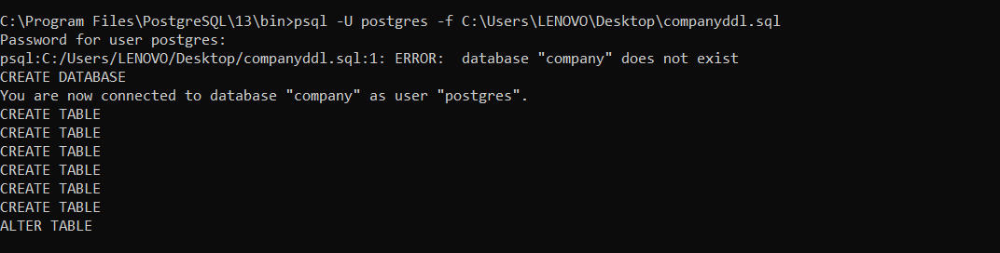 C:\Program Files\PostgreSQL\13\bin>psql -U postgres -f C:\Users\LENOVO\Desktop\companyddl.sql
Password for user postgres:
psql:C:/Users/LENOVO/Desktop/companyddl.sql:1: ERROR:  database "company" does not exist
CREATE DATABASE
You are now connected to database "company" as user "postgres".
CREATE TABLE
CREATE TABLE
CREATE TABLE
CREATE TABLE
CREATE TABLE
CREATE TABLE
ALTER TABLE